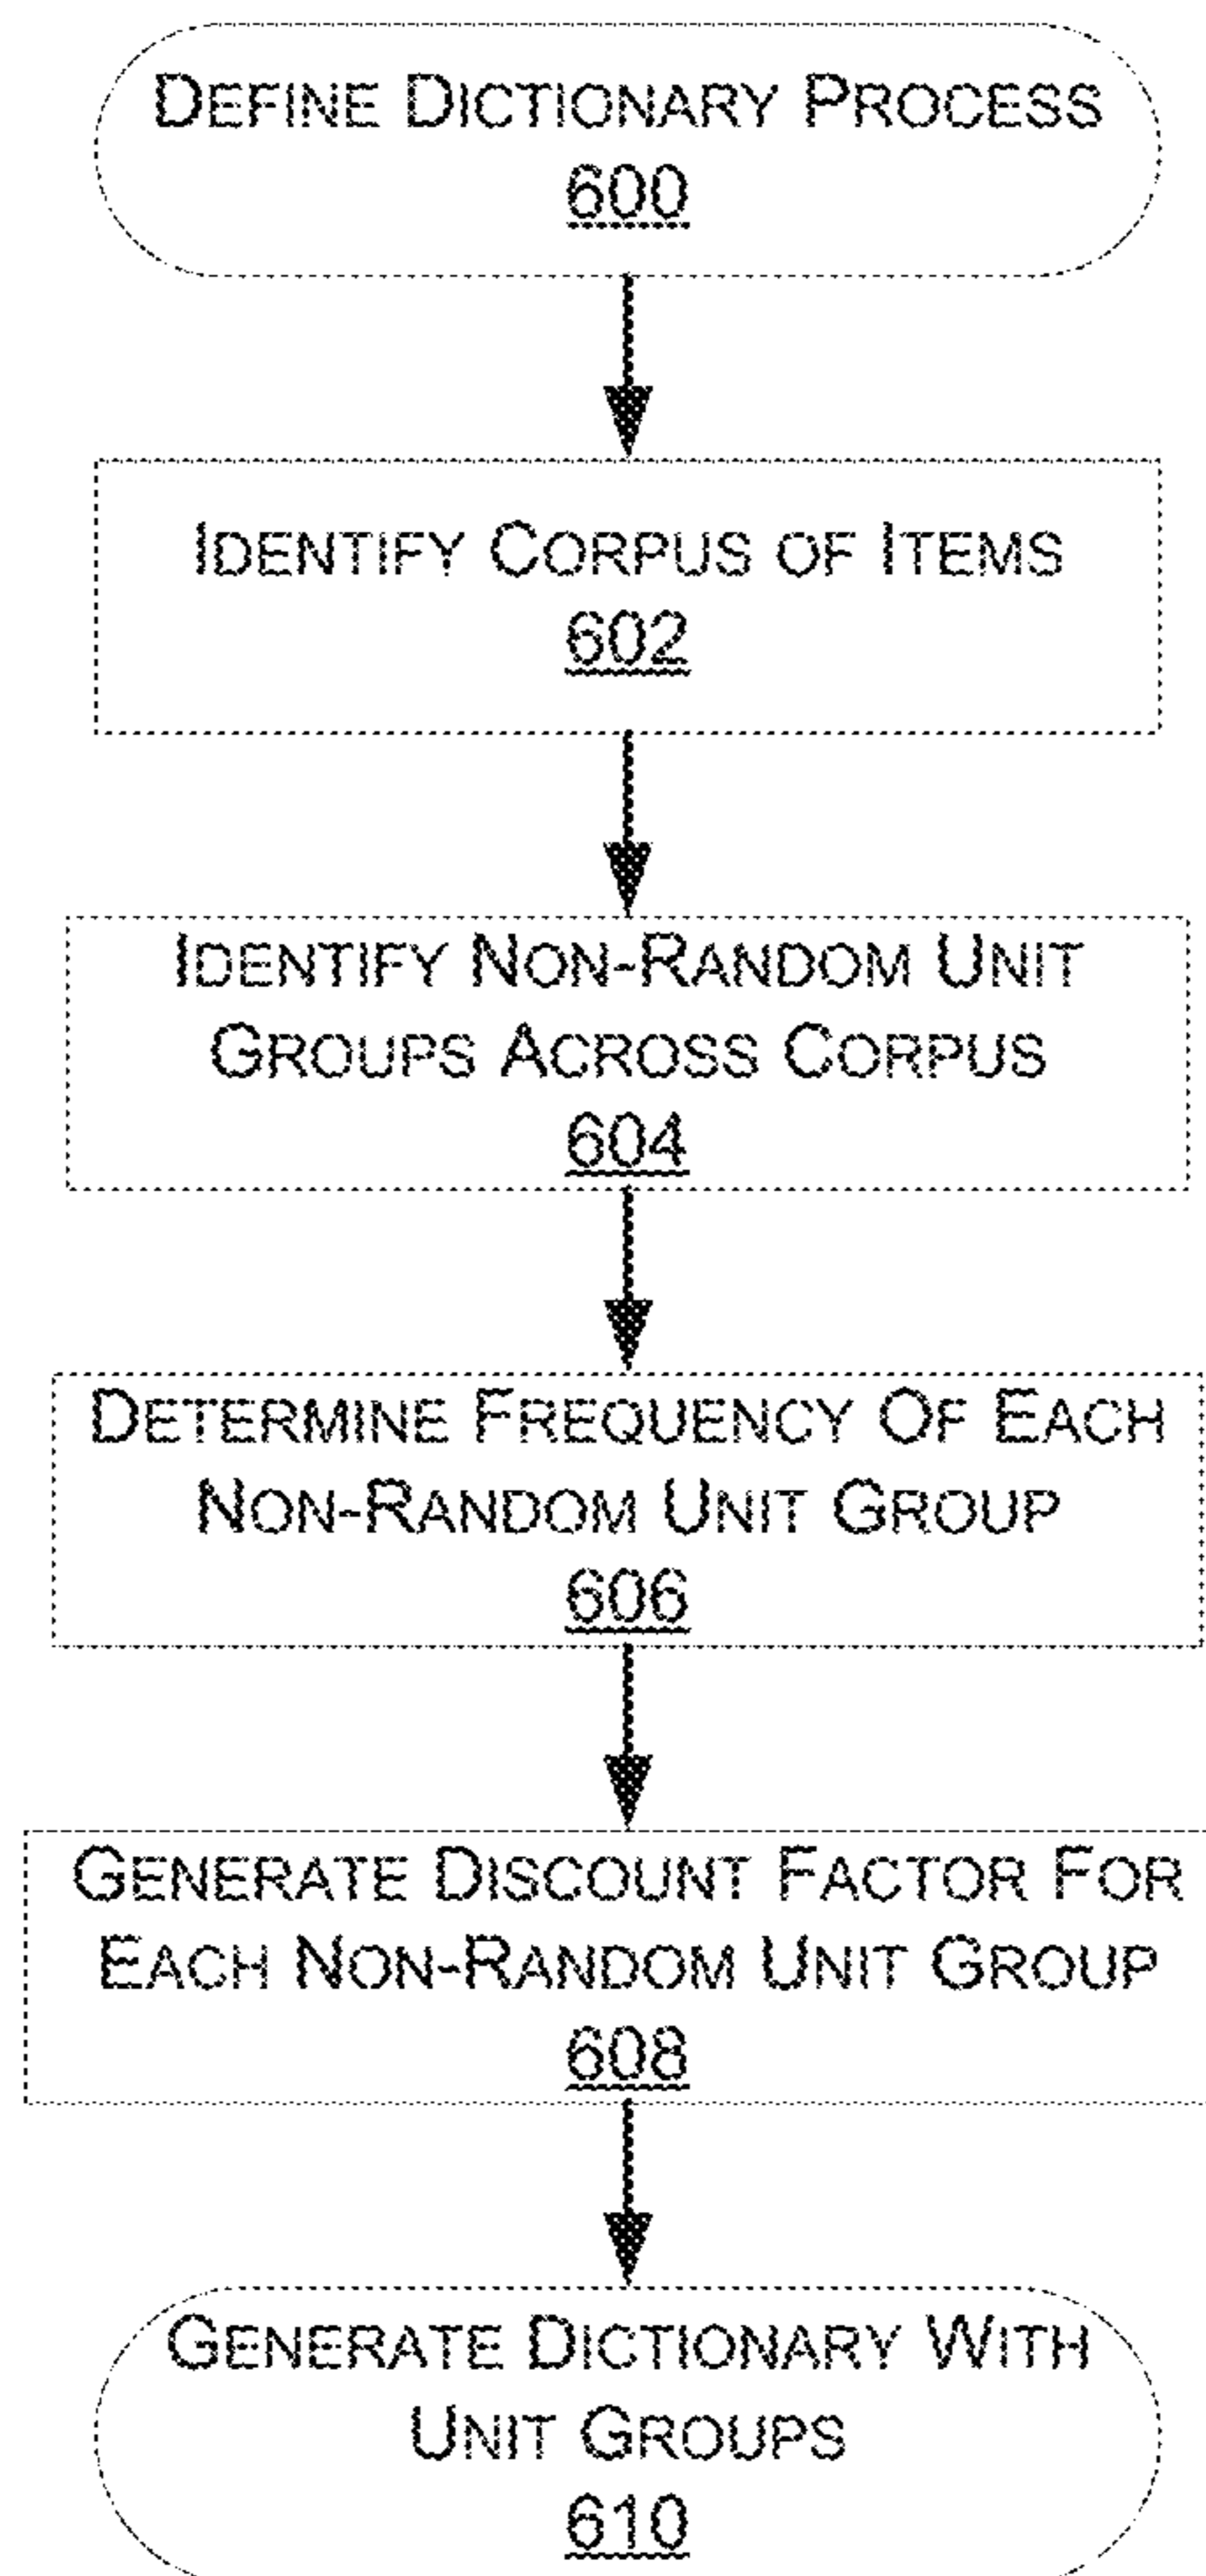 DEFINE DICTIONARY PROCESS
600
IDENTIFY CORPUS OF ITEMS
602
IDENTIFY NON-RANDOM UNIT
GROUPS ACROSS CORPUS
604
DETERMINE FREQUENCY OF EACH
NON-RANDOM UNIT GROUP
606
GENERATE DISCOUNT FACTOR FOR
EACH NON-RANDOM UNIT GROUP
608
GENERATE DICTIONARY WITH
UNIT GROUPS
610